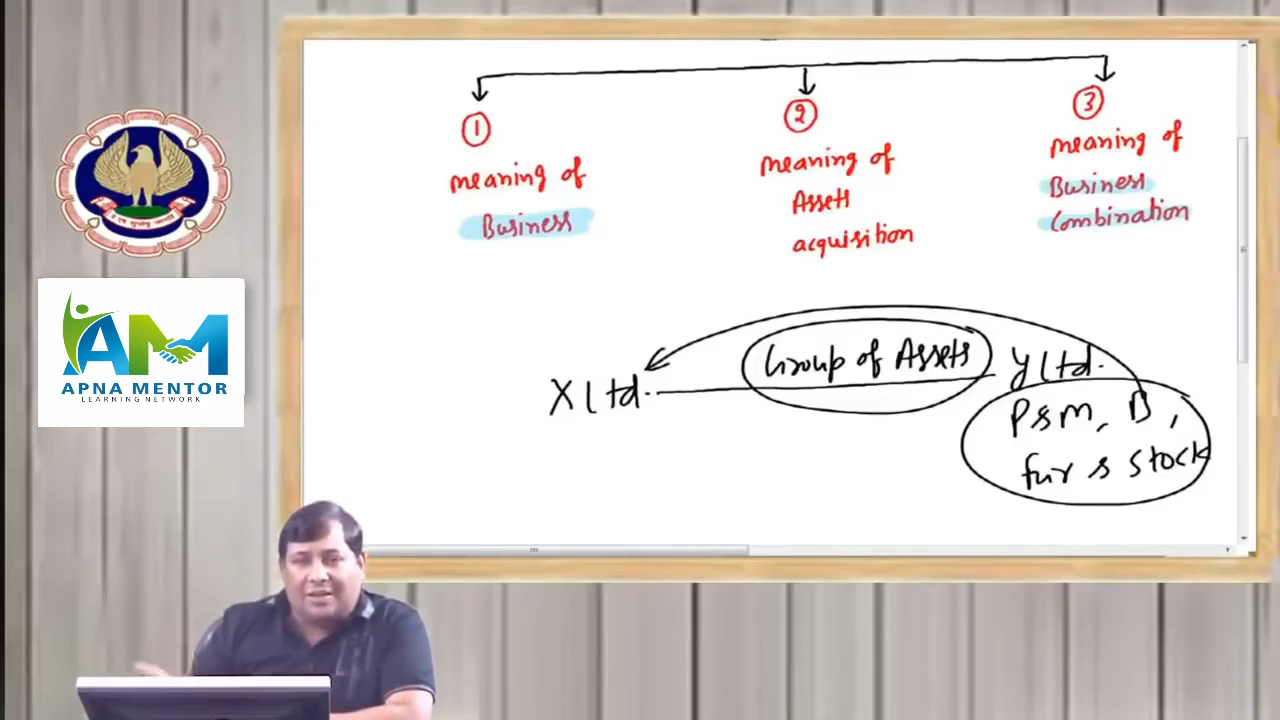 1
meaning of
Business
2
meaning of
Assets
acquisition
3
meaning of
Business
Combination
X Ltd.
Group of Assets
Y Ltd.
P & M, B,
fur & Stock
AM
APNA MENTOR
LEARNING NETWORK